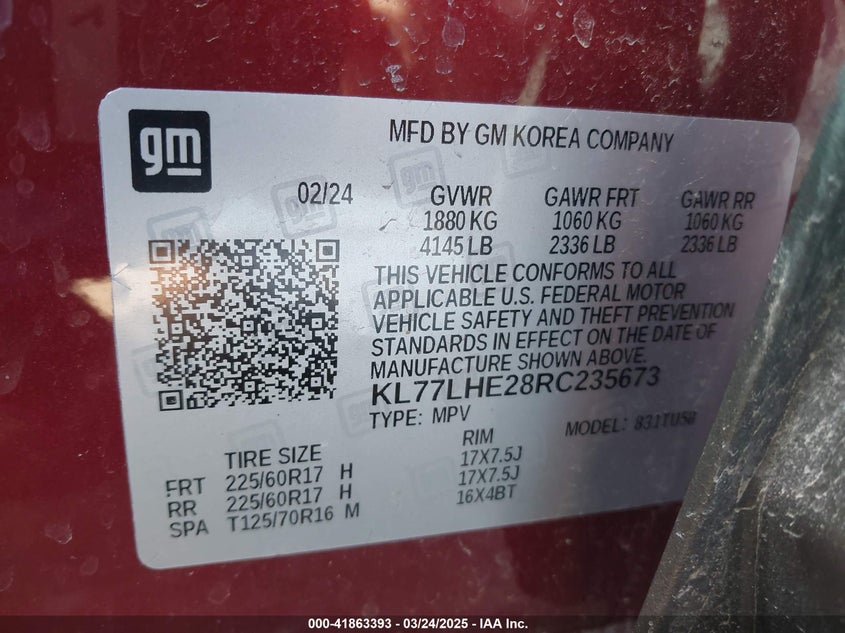 gm
MFD BY GM KOREA COMPANY
02/24 GVWR GAWR FRT GAWR RR
1880 KG 1060 KG 1060 KG
4145 LB 2336 LB 2336 LB
THIS VEHICLE CONFORMS TO ALL
APPLICABLE U.S. FEDERAL MOTOR
VEHICLE SAFETY AND THEFT PREVENTION
STANDARDS IN EFFECT ON THE DATE OF
MANUFACTURE SHOWN ABOVE.
KL77LHE28RC235673
TYPE: MPV MODEL: 831TU58
TIRE SIZE RIM
FRT 225/60R17 H 17X7.5J
RR 225/60R17 H 17X7.5J
SPA T125/70R16 M 16X4BT
000-41863393 - 03/24/2025 - IAA Inc.